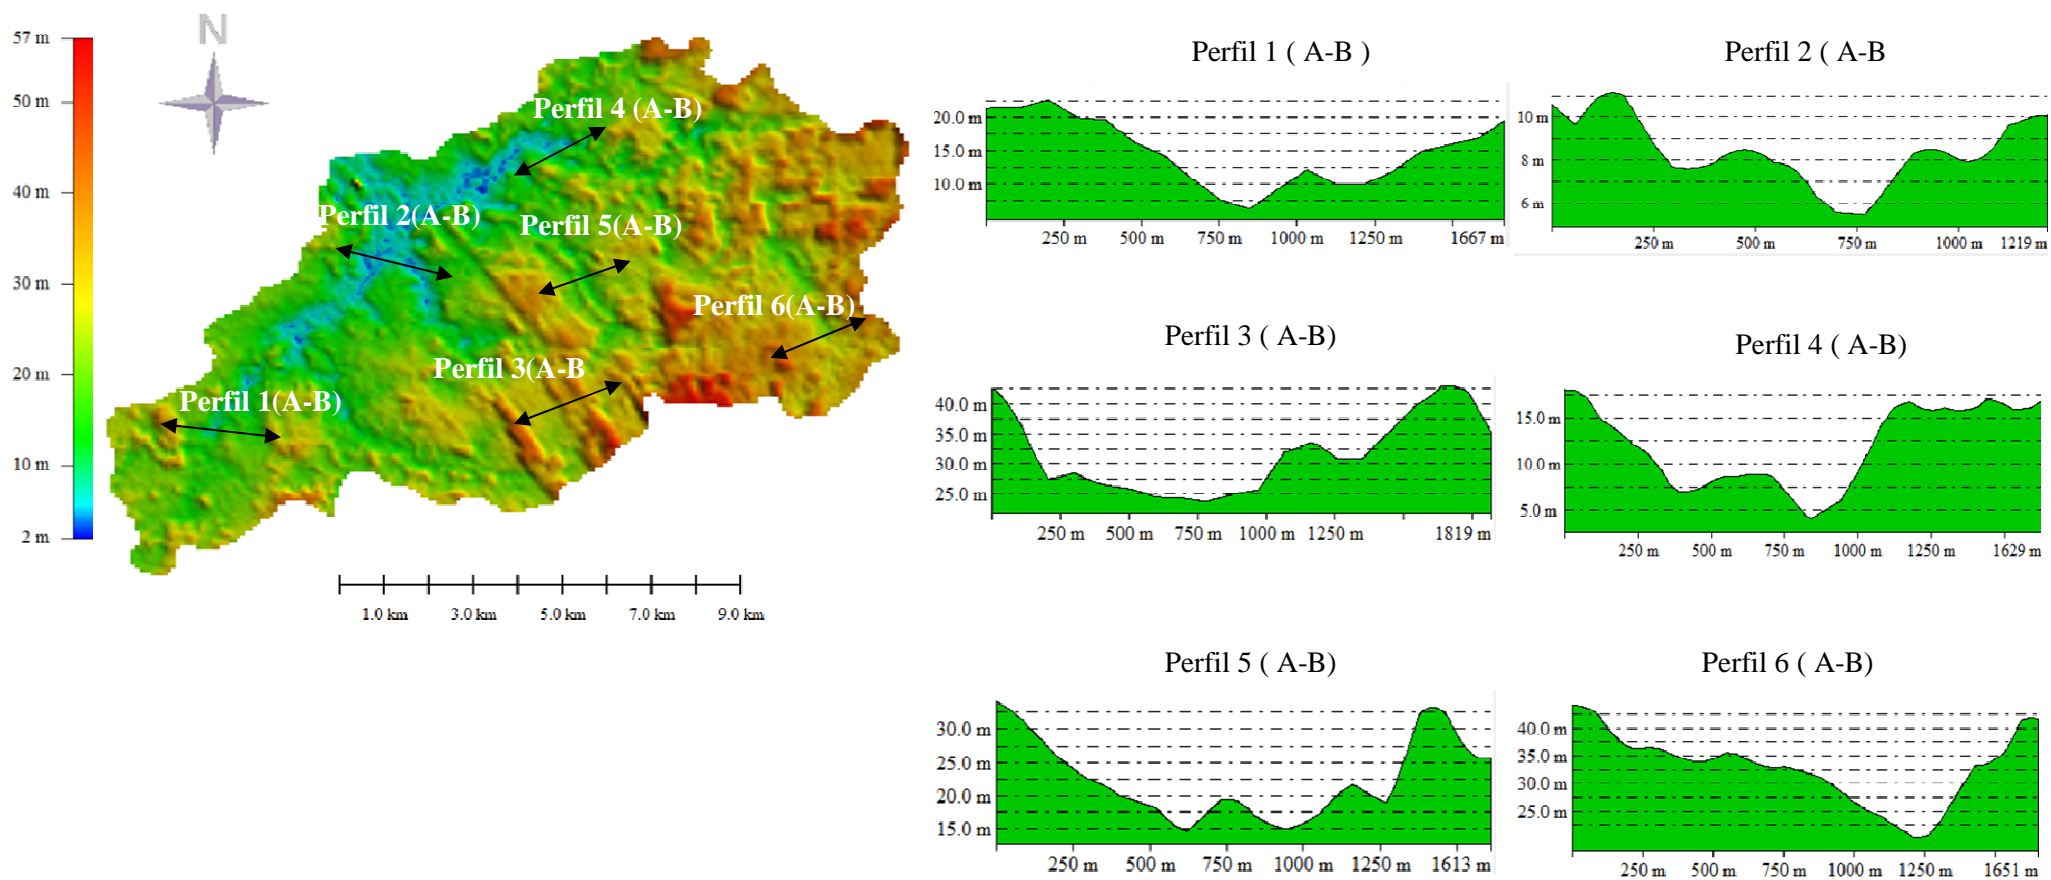 57 m
50 m
40 m
30 m
20 m
10 m
2 m
N
Perfil 4 (A-B)
Perfil 2(A-B)
Perfil 5(A-B)
Perfil 6(A-B)
Perfil 3(A-B
Perfil 1(A-B)
1.0 km 3.0 km 5.0 km 7.0 km 9.0 km
Perfil 1 ( A-B )
20.0 m
15.0 m
10.0 m
250 m 500 m 750 m 1000 m 1250 m 1667 m
Perfil 2 ( A-B
10 m
8 m
6 m
250 m 500 m 750 m 1000 m 1219 m
Perfil 3 ( A-B)
40.0 m
35.0 m
30.0 m
25.0 m
250 m 500 m 750 m 1000 m 1250 m 1819 m
Perfil 4 ( A-B)
15.0 m
10.0 m
5.0 m
250 m 500 m 750 m 1000 m 1250 m 1629 m
Perfil 5 ( A-B)
30.0 m
25.0 m
20.0 m
15.0 m
250 m 500 m 750 m 1000 m 1250 m 1613 m
Perfil 6 ( A-B)
40.0 m
35.0 m
30.0 m
25.0 m
250 m 500 m 750 m 1000 m 1250 m 1651 m